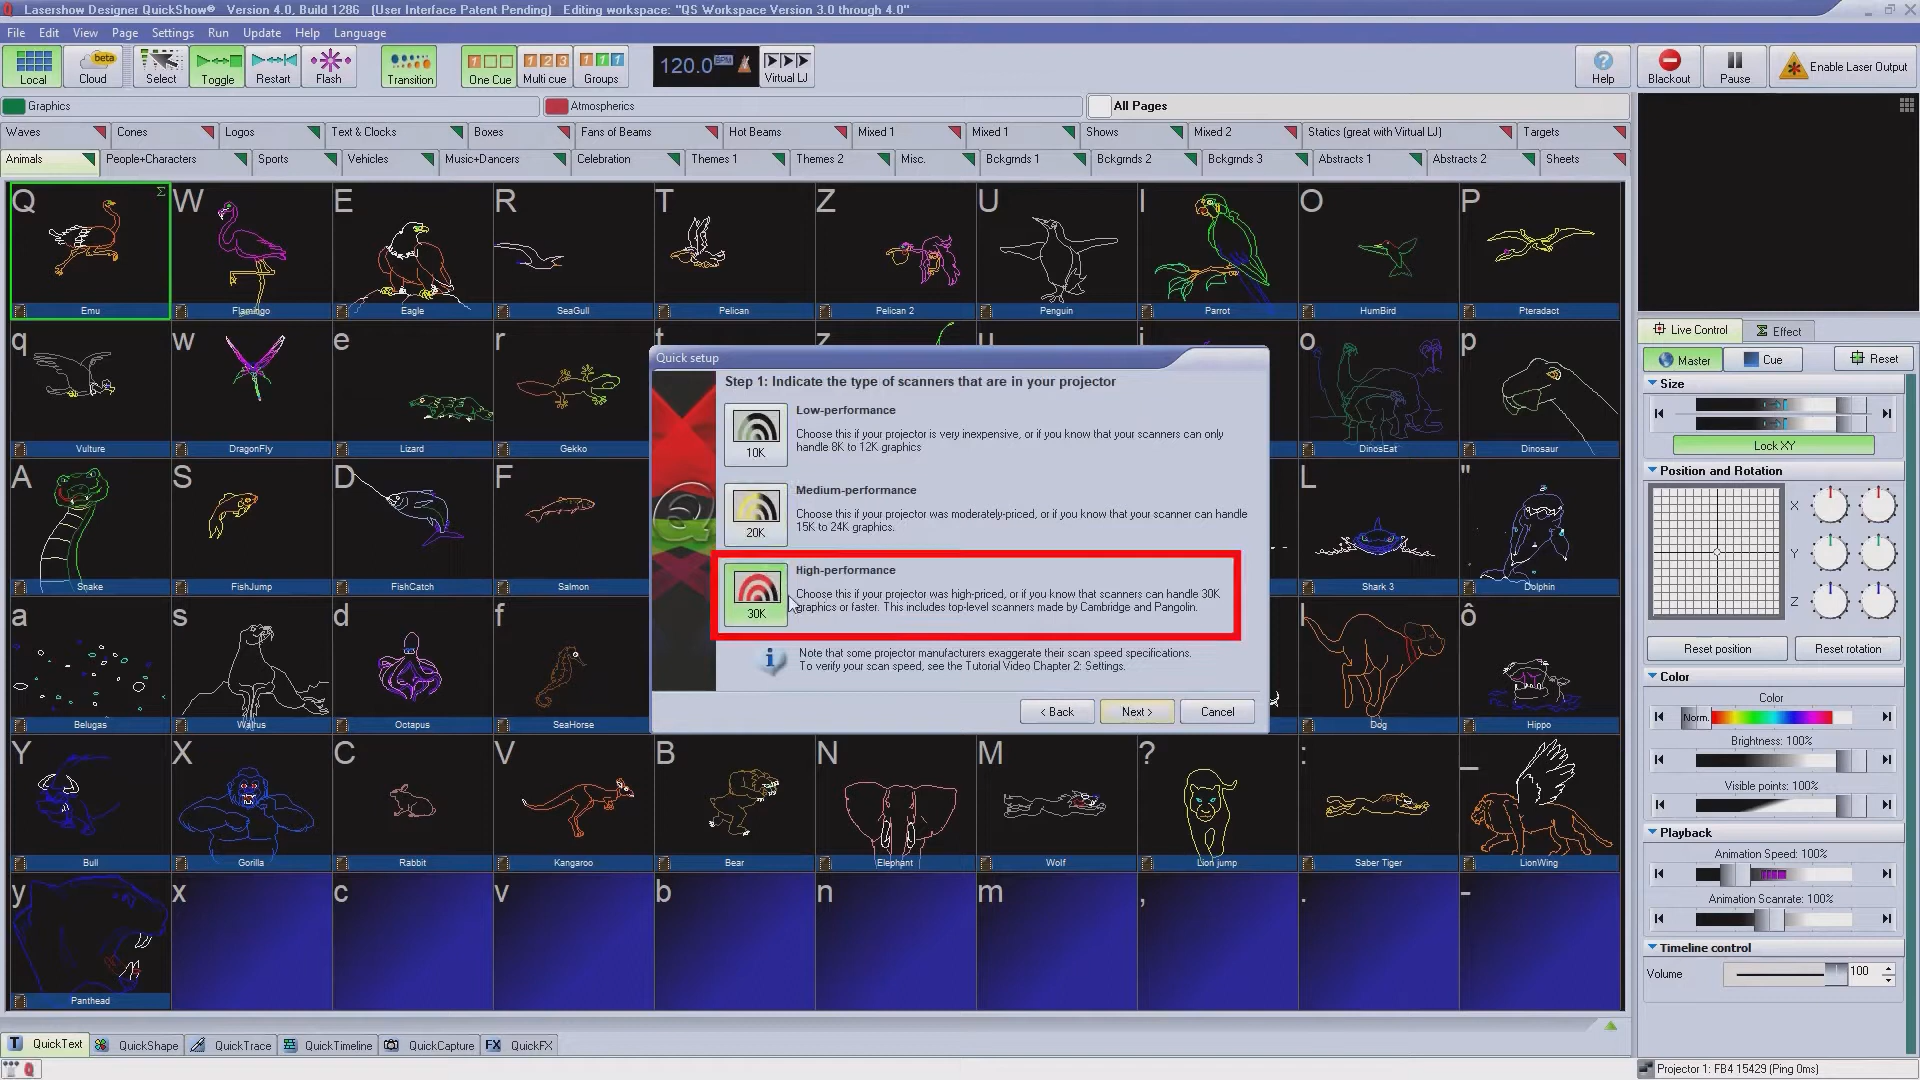 Lasershow Designer QuickShow® Version 4.0, Build 1286 (User Interface Patent Pending) Editing workspace: "QS Workspace Version 3.0 through 4.0"
File Edit View Page Settings Run Update Help Language
Local
beta
Cloud
Select
Toggle
Restart
Flash
Transition
One Cue
1 2 3
Multi cue
1 1 1
Groups
120.0 BPM
Virtual LJ
Help
Blackout
Pause
Enable Laser Output
Graphics
Atmospherics
All Pages
Waves Cones Logos Text & Clocks Boxes Fans of Beams Hot Beams Mixed 1 Mixed 1 Shows Mixed 2 Statics (great with Virtual LJ) Targets
Animals People+Characters Sports Vehicles Music+Dancers Celebration Themes 1 Themes 2 Misc. Bckgrnds 1 Bckgrnds 2 Bckgrnds 3 Abstracts 1 Abstracts 2 Sheets
Q W E R T Z U I O P
Emu Flamingo Eagle SeaGull Pelican Pelican 2 Penguin Parrot HumBird Pteradact
q w e r t z u i o p
Vulture DragonFly Lizard Gekko DinosEat Dinosaur
A S D F L "
Snake FishJump FishCatch Salmon Shark 3 Dolphin
a s d f l ô
Belugas Walrus Octapus SeaHorse Dog Hippo
Y X C V B N M ? : _
Bull Gorilla Rabbit Kangaroo Bear Elephant Wolf Lion jump Saber Tiger LionWing
y x c v b n m , . -
Panthead
Quick setup
Step 1: Indicate the type of scanners that are in your projector
10K
Low-performance
Choose this if your projector is very inexpensive, or if you know that your scanners can only
handle 8K to 12K graphics
20K
Medium-performance
Choose this if your projector was moderately-priced, or if you know that your scanner can handle
15K to 24K graphics.
30K
High-performance
Choose this if your projector was high-priced, or if you know that scanners can handle 30K
graphics or faster. This includes top-level scanners made by Cambridge and Pangolin.
Note that some projector manufacturers exaggerate their scan speed specifications.
To verify your scan speed, see the Tutorial Video Chapter 2: Settings.
< Back
Next >
Cancel
Live Control
Effect
Master
Cue
Reset
Size
Lock XY
Position and Rotation
X
Y
Z
Reset position
Reset rotation
Color
Color
Norm.
Brightness: 100%
Visible points: 100%
Playback
Animation Speed: 100%
Animation Scanrate: 100%
Timeline control
Volume
100
T QuickText
QuickShape
QuickTrace
QuickTimeline
QuickCapture
FX QuickFX
Projector 1: FB4 15429 (Ping 0ms)